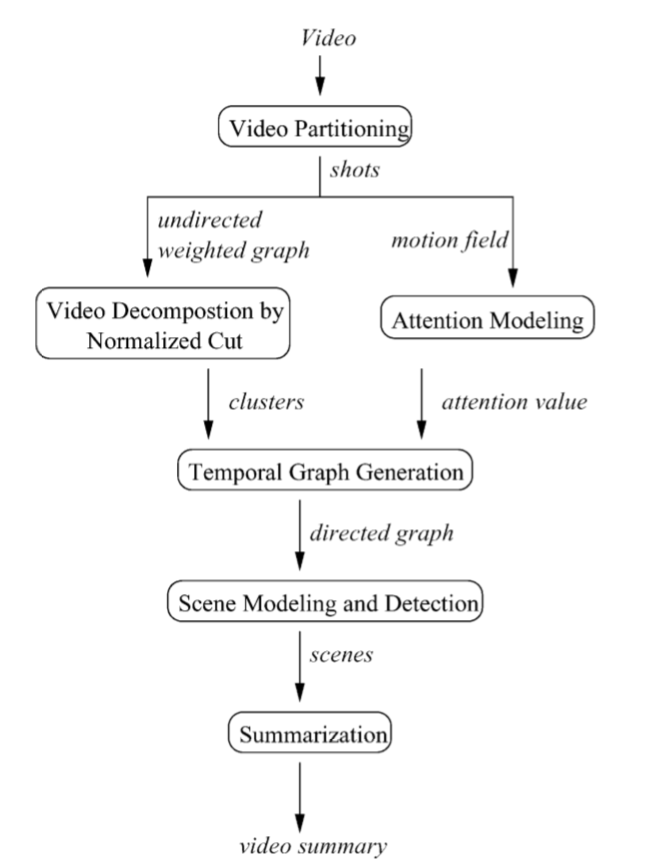 Video
Video Partitioning
shots
undirected
weighted graph
motion field
Video Decompostion by
Normalized Cut
Attention Modeling
clusters
attention value
Temporal Graph Generation
directed graph
Scene Modeling and Detection
scenes
Summarization
video summary